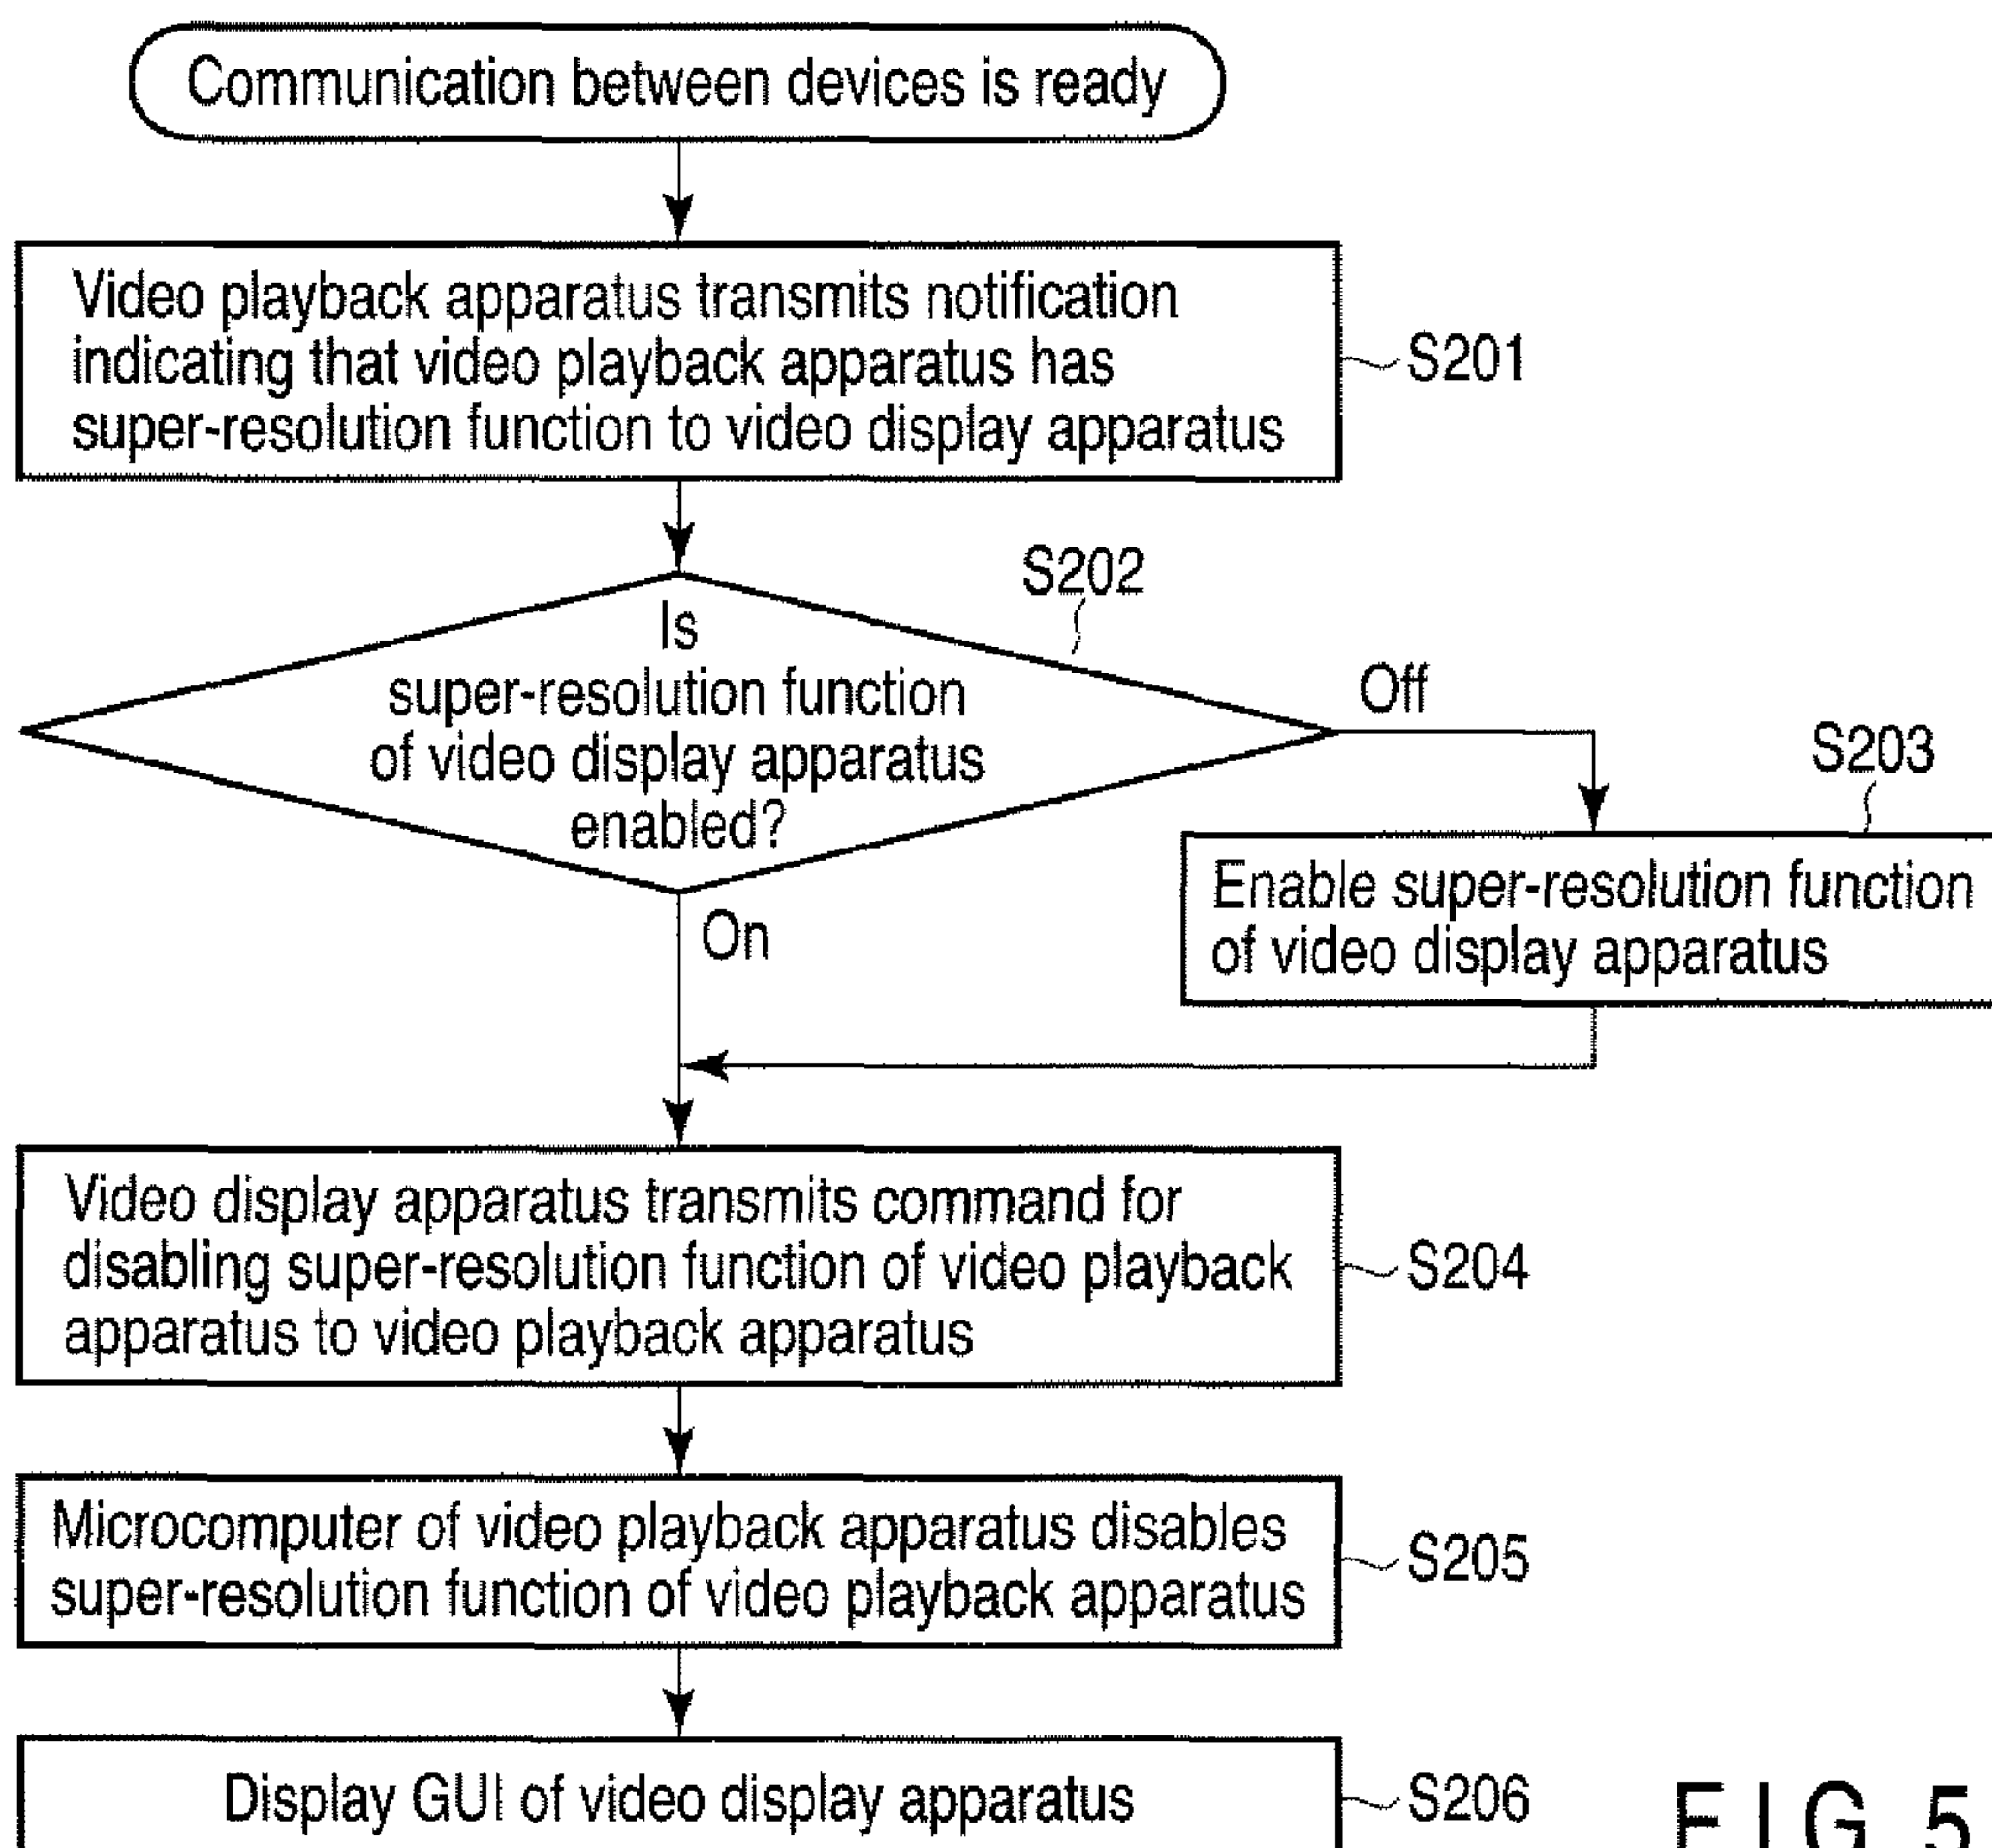 Communication between devices is ready
Video playback apparatus transmits notification
indicating that video playback apparatus has
super-resolution function to video display apparatus
S201
S202
Is
super-resolution function
of video display apparatus
enabled?
Off
On
S203
Enable super-resolution function
of video display apparatus
Video display apparatus transmits command for
disabling super-resolution function of video playback
apparatus to video playback apparatus
S204
Microcomputer of video playback apparatus disables
super-resolution function of video playback apparatus
S205
Display GUI of video display apparatus
S206
FIG. 5